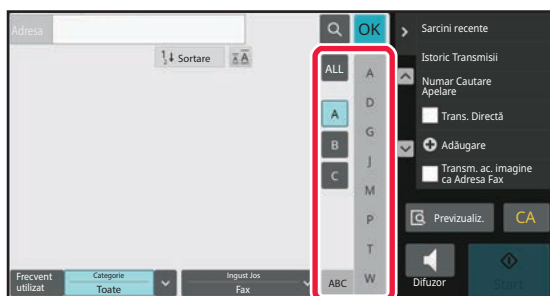 Adresa
OK
Sortare
ALL
A
B
C
ABC
A
D
G
J
M
P
T
W
Sarcini recente
Istoric Transmisii
Numar Cautare
Apelare
Trans. Directă
Adăugare
Transm. ac. imagine
ca Adresa Fax
Previzualiz.
CA
Difuzor
Start
Frecvent
utilizat
Categorie
Toate
Ingust Jos
Fax